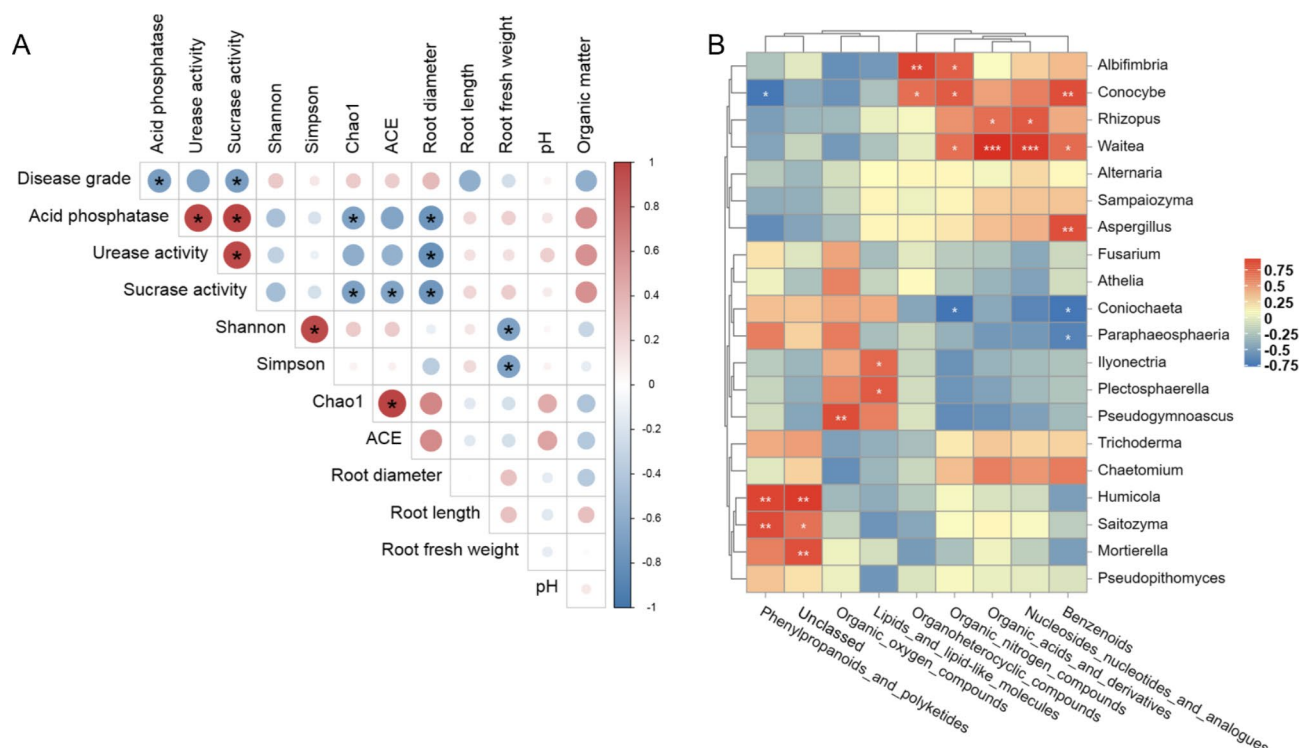 A
Acid phosphatase
Urease activity
Sucrase activity
Shannon
Simpson
Chao1
ACE
Root diameter
Root length
Root fresh weight
pH
Organic matter
Disease grade
Acid phosphatase
Urease activity
Sucrase activity
Shannon
Simpson
Chao1
ACE
Root diameter
Root length
Root fresh weight
pH
1
0.8
0.6
0.4
0.2
0
-0.2
-0.4
-0.6
-0.8
-1
B
Albifimbria
Conocybe
Rhizopus
Waitea
Alternaria
Sampaiozyma
Aspergillus
Fusarium
Athelia
Coniochaeta
Paraphaeosphaeria
Ilyonectria
Plectosphaerella
Pseudogymnoascus
Trichoderma
Chaetomium
Humicola
Saitozyma
Mortierella
Pseudopithomyces
Phenylpropanoids_and_polyketides
Unclassed
Organic_oxygen_compounds
Lipids_and_lipid-like_molecules
Organoheterocyclic_compounds
Organic_nitrogen_compounds
Organic_acids_and_derivatives
Nucleosides_nucleotides_and_analogues
Benzenoids
0.75
0.5
0.25
0
-0.25
-0.5
-0.75